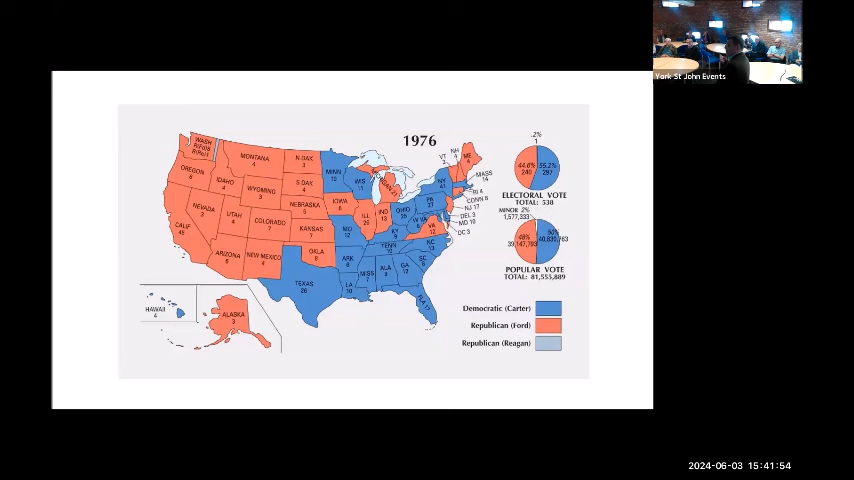 York St John Events
1976
WASH
R(F)8
R(Re)1
OREGON
6
CALIF
45
NEVADA
3
IDAHO
4
MONTANA
4
WYOMING
3
UTAH
4
ARIZONA
6
COLORADO
7
NEW MEXICO
4
N DAK
3
S DAK
4
NEBRASKA
5
KANSAS
7
OKLA
8
TEXAS
26
MINN
10
IOWA
8
MO
12
ARK
6
LA
10
WIS
11
ILL
26
IND
13
MICHIGAN 21
OHIO
25
KY
9
TENN
10
MISS
7
ALA
9
GA
12
FLA 17
SC
8
NC
13
VA
12
W VA
6
PA
27
NY
41
VT
3
NH
4
ME
4
MASS
14
RI 4
CONN 8
NJ 17
DEL 3
MD 10
DC 3
HAWAII
4
ALASKA
3
.2%
1
44.6%
240
55.2%
297
ELECTORAL VOTE
TOTAL: 538
MINOR 2%
1,577,333
48%
39,147,793
50%
40,830,763
POPULAR VOTE
TOTAL: 81,555,889
Democratic (Carter)
Republican (Ford)
Republican (Reagan)
2024-06-03 15:41:54